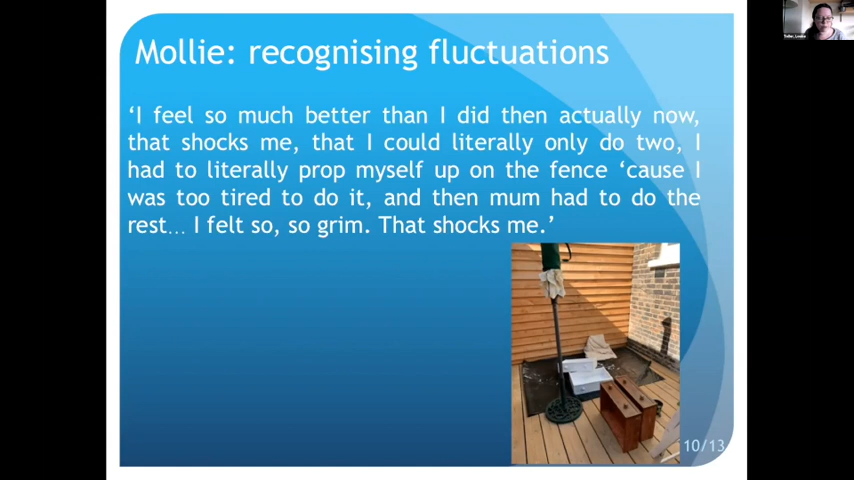 Mollie: recognising fluctuations
‘I feel so much better than I did then actually now,
that shocks me, that I could literally only do two, I
had to literally prop myself up on the fence ‘cause I
was too tired to do it, and then mum had to do the
rest… I felt so, so grim. That shocks me.’
10/13